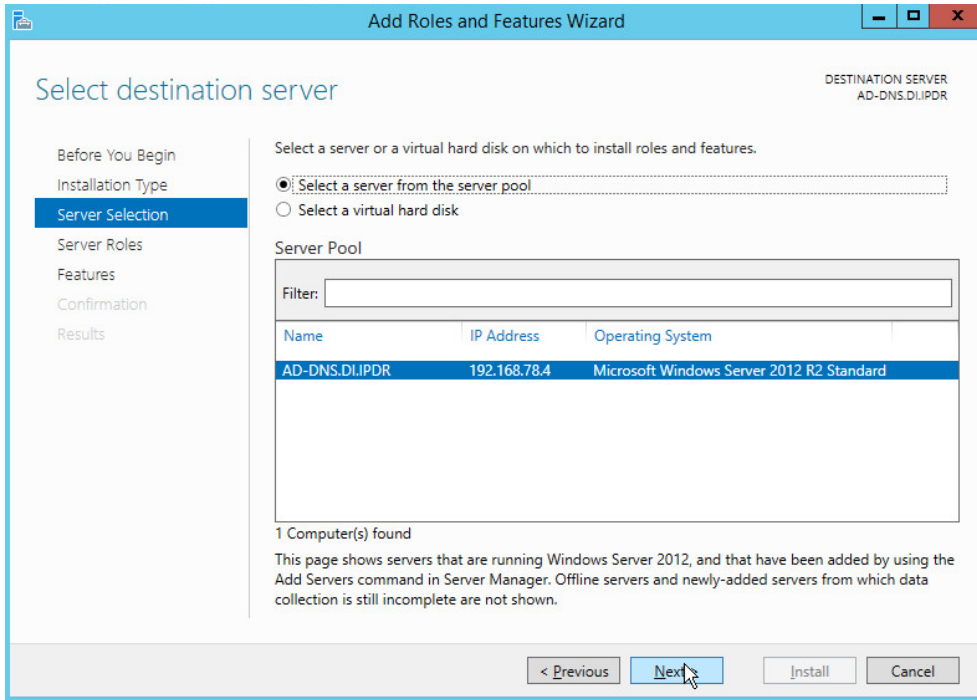 Add Roles and Features Wizard
Select destination server
DESTINATION SERVER
AD-DNS.DI.IPDR
Before You Begin
Installation Type
Server Selection
Server Roles
Features
Confirmation
Results
Select a server or a virtual hard disk on which to install roles and features.
Select a server from the server pool
Select a virtual hard disk
Server Pool
Filter:
Name IP Address Operating System
AD-DNS.DI.IPDR 192.168.78.4 Microsoft Windows Server 2012 R2 Standard
1 Computer(s) found
This page shows servers that are running Windows Server 2012, and that have been added by using the
Add Servers command in Server Manager. Offline servers and newly-added servers from which data
collection is still incomplete are not shown.
< Previous Next > Install Cancel